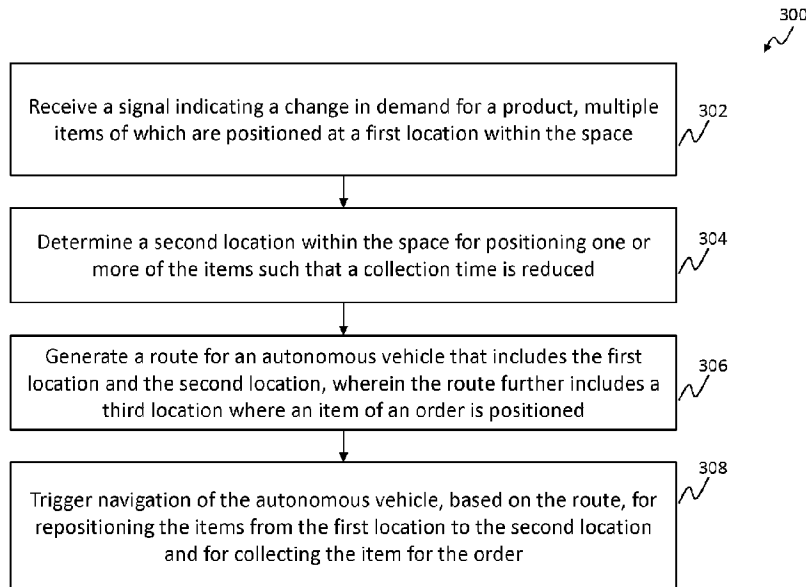 300
Receive a signal indicating a change in demand for a product, multiple
items of which are positioned at a first location within the space
302
Determine a second location within the space for positioning one or
more of the items such that a collection time is reduced
304
Generate a route for an autonomous vehicle that includes the first
location and the second location, wherein the route further includes a
third location where an item of an order is positioned
306
Trigger navigation of the autonomous vehicle, based on the route, for
repositioning the items from the first location to the second location
and for collecting the item for the order
308